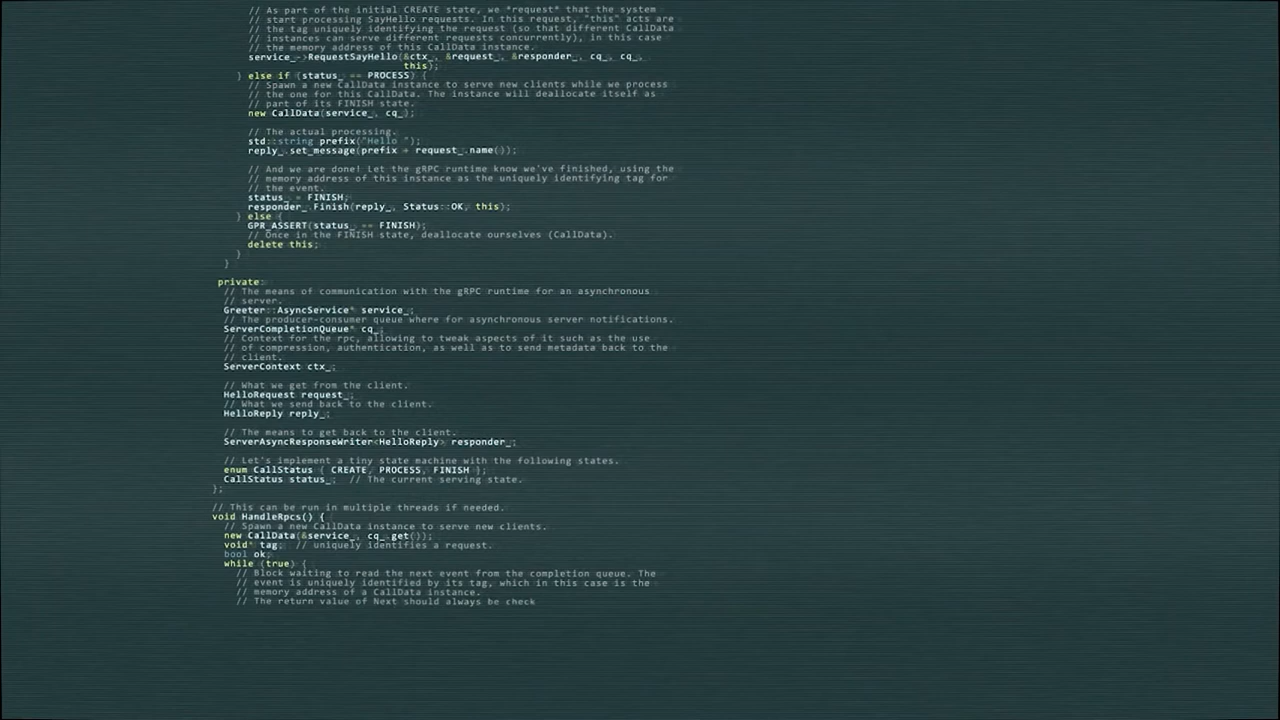 // As part of the initial CREATE state, we *request* that the system
// start processing SayHello requests. In this request, "this" acts are
// the tag uniquely identifying the request (so that different CallData
// instances can serve different requests concurrently), in this case
// the memory address of this CallData instance.
service_->RequestSayHello(&ctx_, &request_, &responder_, cq_, cq_,
this);
} else if (status_ == PROCESS) {
// Spawn a new CallData instance to serve new clients while we process
// the one for this CallData. The instance will deallocate itself as
// part of its FINISH state.
new CallData(service_, cq_);
// The actual processing.
std::string prefix("Hello ");
reply_.set_message(prefix + request_.name());
// And we are done! Let the gRPC runtime know we've finished, using the
// memory address of this instance as the uniquely identifying tag for
// the event.
status_ = FINISH;
responder_.Finish(reply_, Status::OK, this);
} else {
GPR_ASSERT(status_ == FINISH);
// Once in the FINISH state, deallocate ourselves (CallData).
delete this;
}
}
private:
// The means of communication with the gRPC runtime for an asynchronous
// server.
Greeter::AsyncService* service_;
// The producer-consumer queue where for asynchronous server notifications.
ServerCompletionQueue* cq_;
// Context for the rpc, allowing to tweak aspects of it such as the use
// of compression, authentication, as well as to send metadata back to the
// client.
ServerContext ctx_;
// What we get from the client.
HelloRequest request_;
// What we send back to the client.
HelloReply reply_;
// The means to get back to the client.
ServerAsyncResponseWriter<HelloReply> responder_;
// Let's implement a tiny state machine with the following states.
enum CallStatus { CREATE, PROCESS, FINISH };
CallStatus status_;  // The current serving state.
};
// This can be run in multiple threads if needed.
void HandleRpcs() {
// Spawn a new CallData instance to serve new clients.
new CallData(&service_, cq_.get());
void* tag;  // uniquely identifies a request.
bool ok;
while (true) {
// Block waiting to read the next event from the completion queue. The
// event is uniquely identified by its tag, which in this case is the
// memory address of a CallData instance.
// The return value of Next should always be check